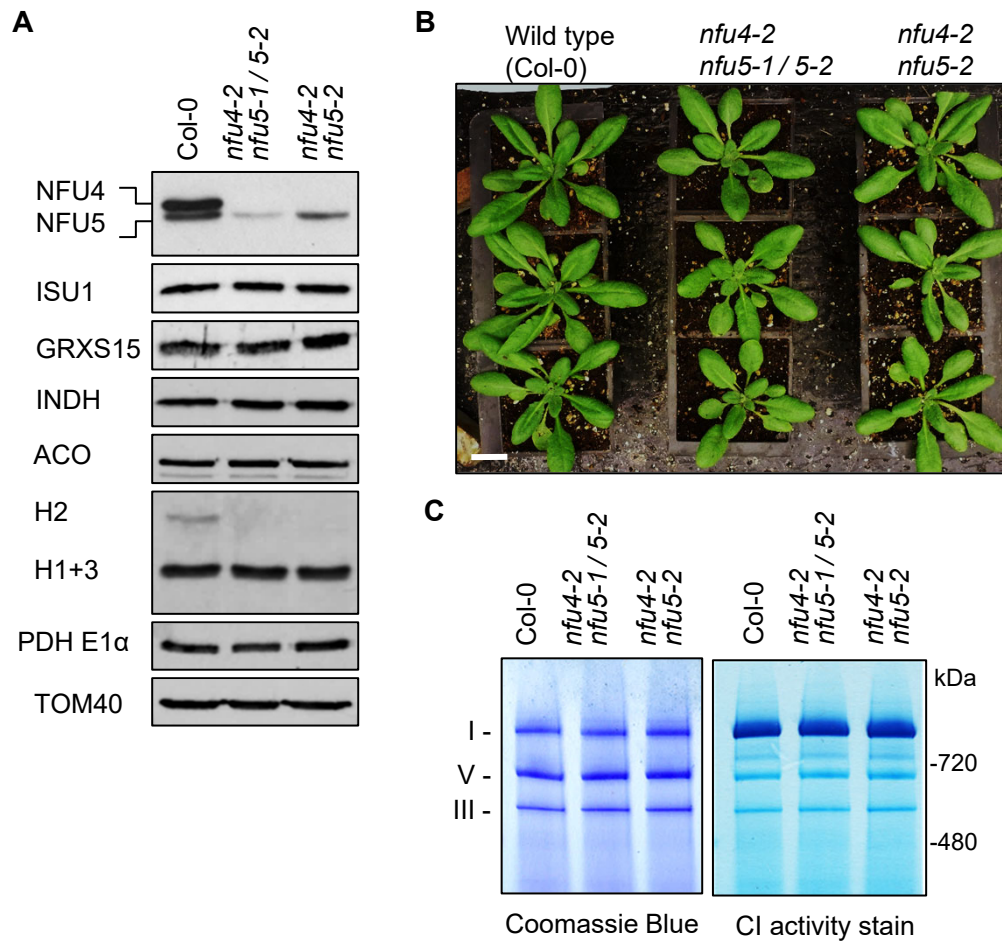 A
Col-0
nfu4-2
nfu5-1 / 5-2
nfu4-2
nfu5-2
NFU4
NFU5
ISU1
GRXS15
INDH
ACO
H2
H1+3
PDH E1α
TOM40
B
Wild type
(Col-0)
nfu4-2
nfu5-1 / 5-2
nfu4-2
nfu5-2
C
Col-0
nfu4-2
nfu5-1 / 5-2
nfu4-2
nfu5-2
I -
V -
III -
Coomassie Blue
Col-0
nfu4-2
nfu5-1 / 5-2
nfu4-2
nfu5-2
kDa
-720
-480
CI activity stain